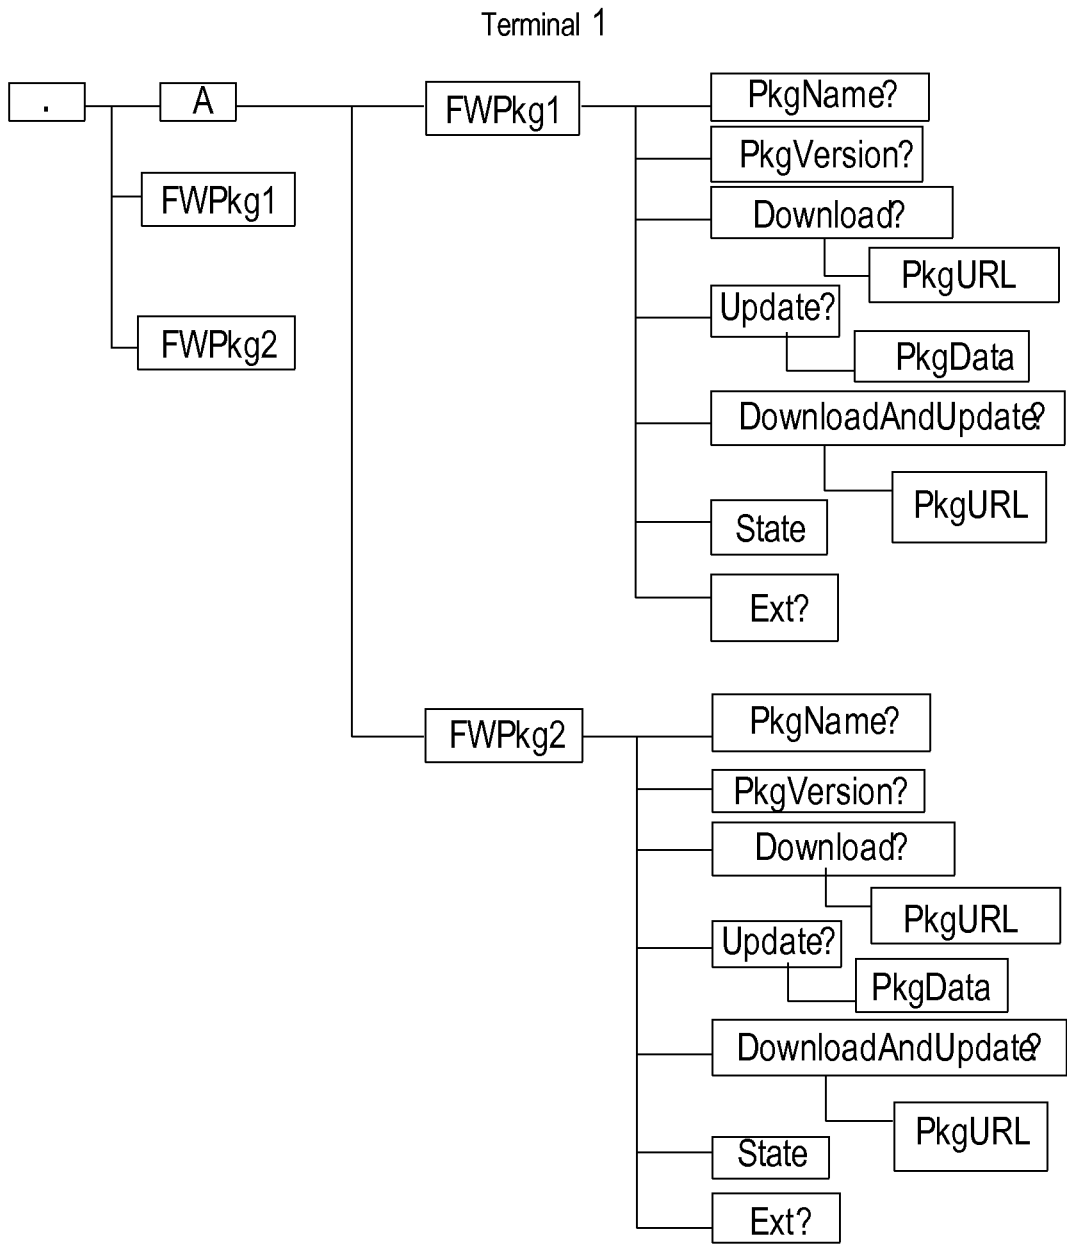 Terminal 1
.
A
FWPkg1
FWPkg2
FWPkg1
PkgName?
PkgVersion?
Download?
PkgURL
Update?
PkgData
DownloadAndUpdate?
PkgURL
State
Ext?
FWPkg2
PkgName?
PkgVersion?
Download?
PkgURL
Update?
PkgData
DownloadAndUpdate?
PkgURL
State
Ext?